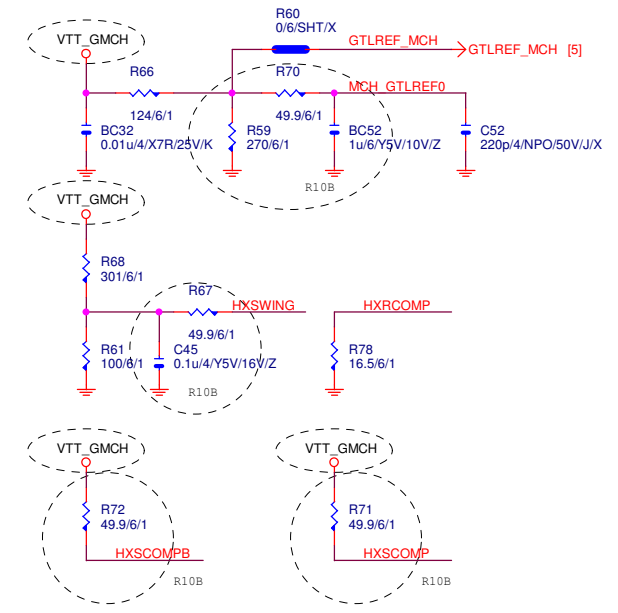 R60
0/6/SHT/X
VTT_GMCH
GTLREF_MCH
GTLREF_MCH [5]
R66
R70
MCH_GTLREF0
124/6/1
49.9/6/1
BC32
0.01u/4/X7R/25V/K
R59
270/6/1
BC52
1u/6/Y5V/10V/Z
C52
220p/4/NPO/50V/J/X
R10B
VTT_GMCH
R68
301/6/1
R67
HXSWING
HXRCOMP
49.9/6/1
R61
100/6/1
C45
0.1u/4/Y5V/16V/Z
R78
16.5/6/1
R10B
VTT_GMCH
VTT_GMCH
R72
49.9/6/1
R71
49.9/6/1
HXSCOMPB
HXSCOMP
R10B
R10B